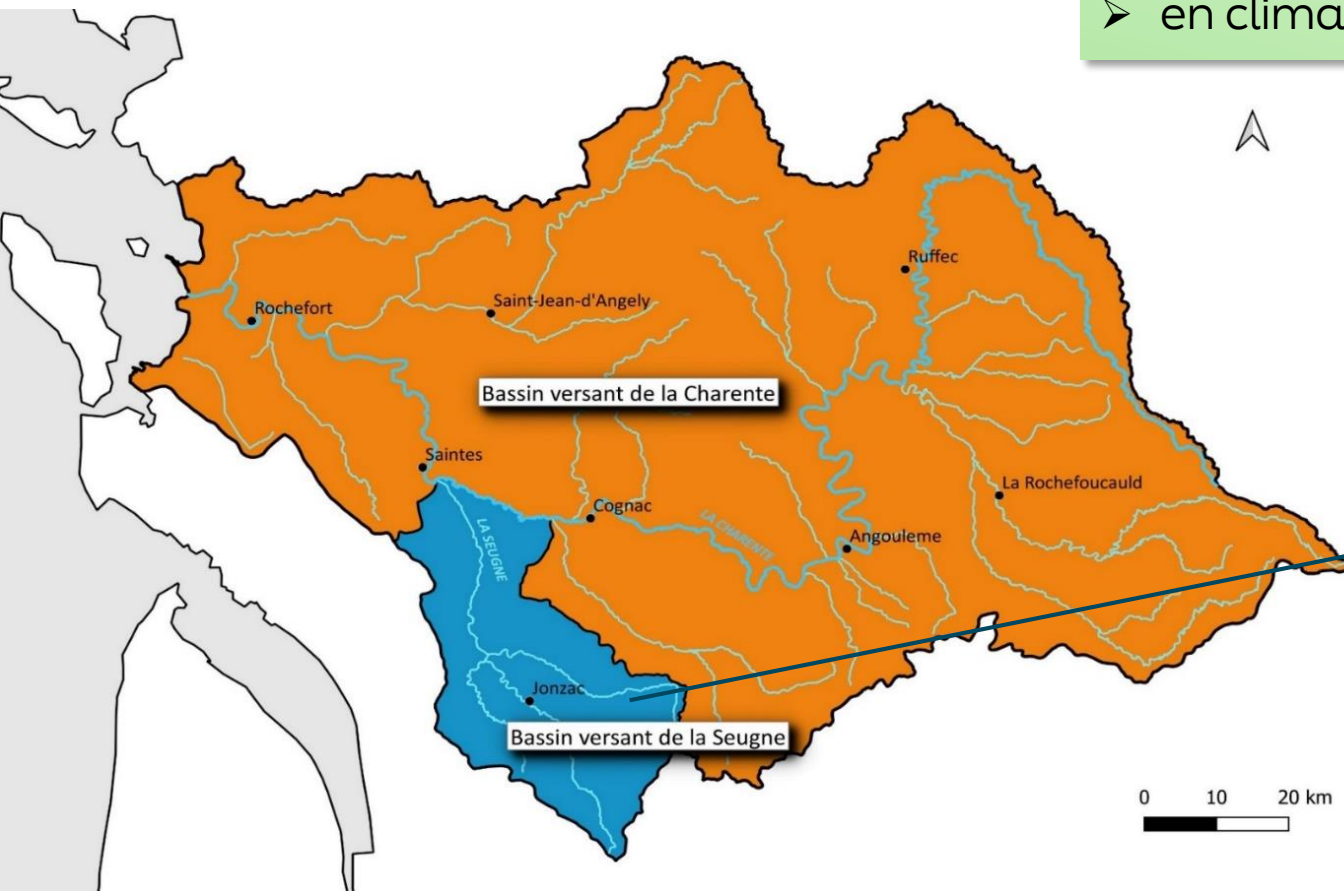 ➢ en clima
Ruffec
Rochefort
Saint-Jean-d'Angely
Bassin versant de la Charente
Saintes
La Rochefoucauld
Cognac
LA CHARENTE
Angouleme
LA SEUGNE
Jonzac
Bassin versant de la Seugne
0 10 20 km